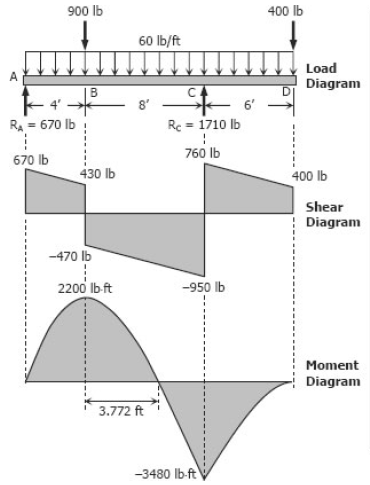 900 lb 400 lb
60 lb/ft
Load
Diagram
A B C D
4' 8' 6'
R_A = 670 lb R_C = 1710 lb
670 lb 430 lb 760 lb 400 lb
Shear
Diagram
−470 lb
−950 lb
2200 lb·ft
Moment
Diagram
3.772 ft
−3480 lb·ft